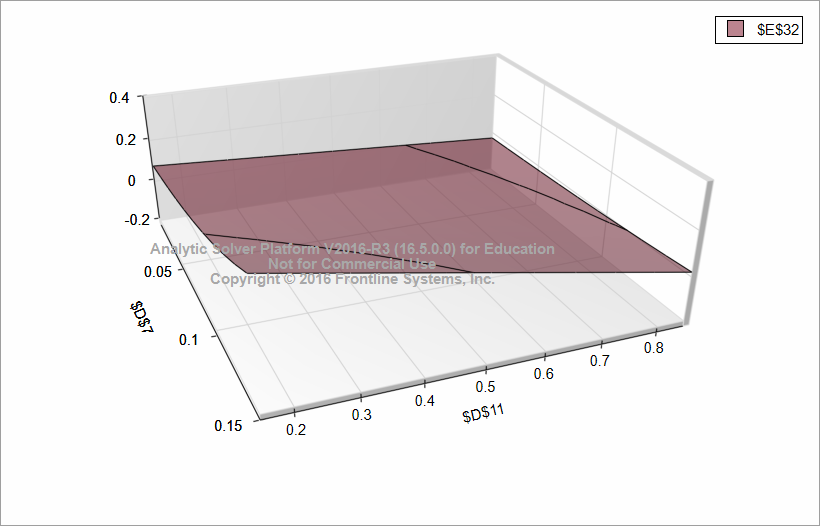 $E$32
0.4
0.2
0
-0.2
0.05
$D$7
0.1
0.15
Analytic Solver Platform V2016-R3 (16.5.0.0) for Education
Not for Commercial Use
Copyright © 2016 Frontline Systems, Inc.
0.2
0.3
0.4
0.5
0.6
0.7
0.8
$D$11